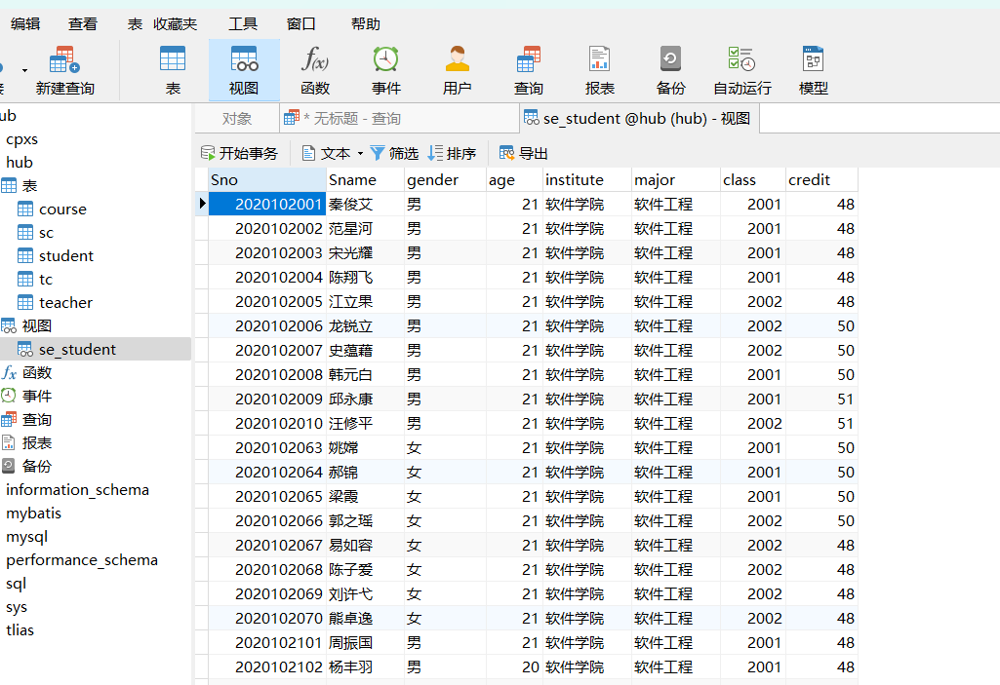 编辑 查看 表 收藏夹 工具 窗口 帮助
新建查询 表 视图 函数 事件 用户 查询 报表 备份 自动运行 模型
对象 * 无标题 - 查询 se_student @hub (hub) - 视图
开始事务 文本 筛选 排序 导出
ub
cpxs
hub
表
course
sc
student
tc
teacher
视图
se_student
函数
事件
查询
报表
备份
information_schema
mybatis
mysql
performance_schema
sql
sys
tlias
Sno Sname gender age institute major class credit
2020102001 秦俊艾 男 21 软件学院 软件工程 2001 48
2020102002 范星河 男 21 软件学院 软件工程 2001 48
2020102003 宋光耀 男 21 软件学院 软件工程 2001 48
2020102004 陈翔飞 男 21 软件学院 软件工程 2001 48
2020102005 江立果 男 21 软件学院 软件工程 2002 48
2020102006 龙锐立 男 21 软件学院 软件工程 2002 50
2020102007 史蕴藉 男 21 软件学院 软件工程 2002 50
2020102008 韩元白 男 21 软件学院 软件工程 2001 50
2020102009 邱永康 男 21 软件学院 软件工程 2001 51
2020102010 汪修平 男 21 软件学院 软件工程 2002 51
2020102063 姚嫦 女 21 软件学院 软件工程 2001 50
2020102064 郝锦 女 21 软件学院 软件工程 2001 50
2020102065 梁霞 女 21 软件学院 软件工程 2001 50
2020102066 郭之瑶 女 21 软件学院 软件工程 2002 50
2020102067 易如容 女 21 软件学院 软件工程 2002 48
2020102068 陈子爱 女 21 软件学院 软件工程 2002 48
2020102069 刘许弋 女 21 软件学院 软件工程 2002 48
2020102070 熊卓逸 女 21 软件学院 软件工程 2002 48
2020102101 周振国 男 21 软件学院 软件工程 2001 48
2020102102 杨丰羽 男 20 软件学院 软件工程 2001 48